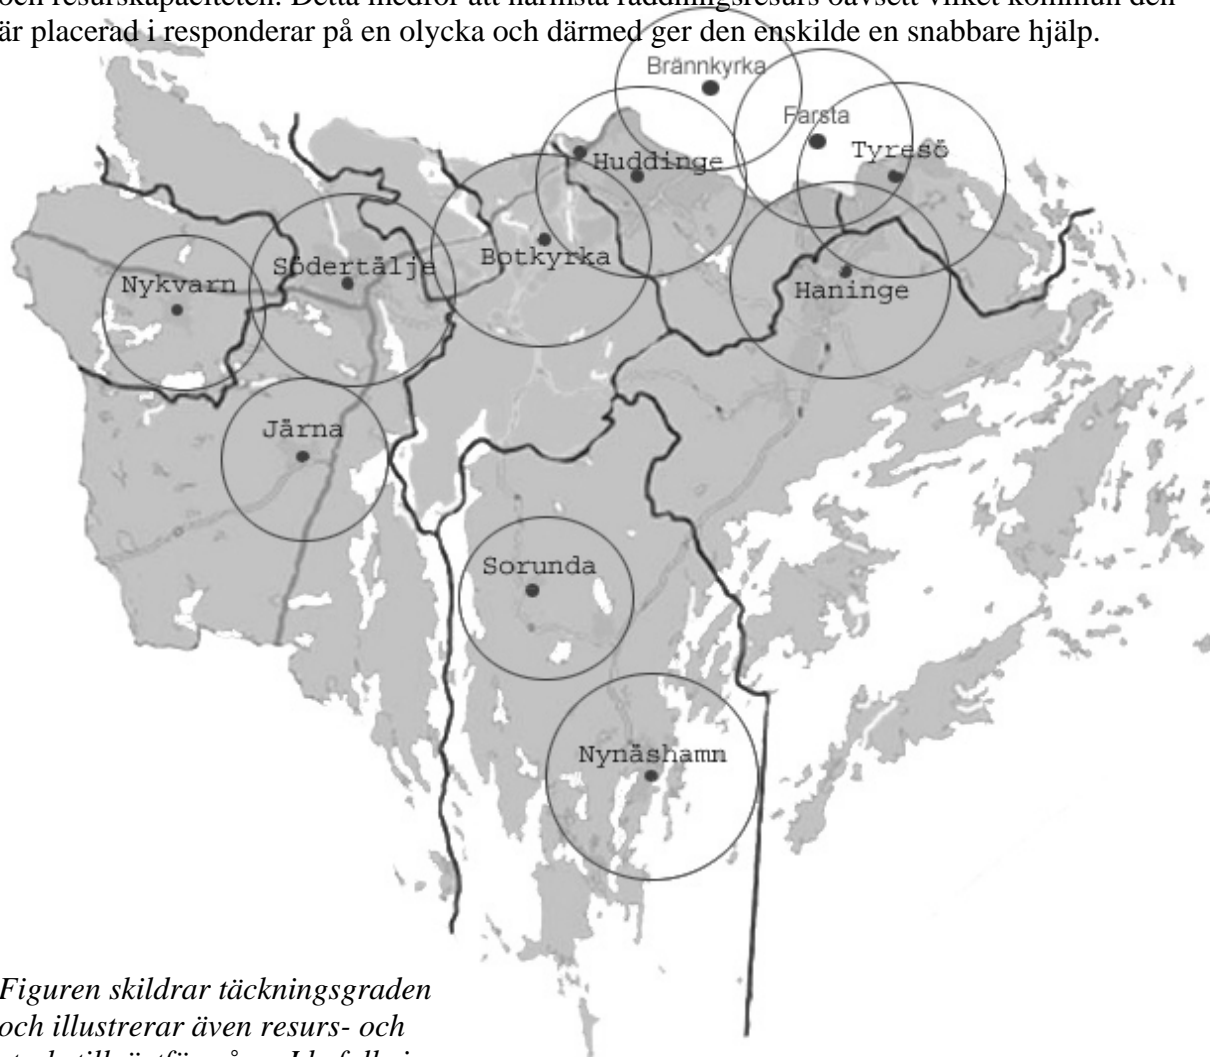 och resurskapaciteten. Detta medför att närmsta räddningsresurs oavsett vilket kommun den
är placerad i responderar på en olycka och därmed ger den enskilde en snabbare hjälp.
Brännkyrka
Farsta
Tyresö
Huddinge
Botkyrka
Södertälje
Nykvarn
Haninge
Järna
Sorunda
Nynäshamn
Figuren skildrar täckningsgraden
och illustrerar även resurs- och